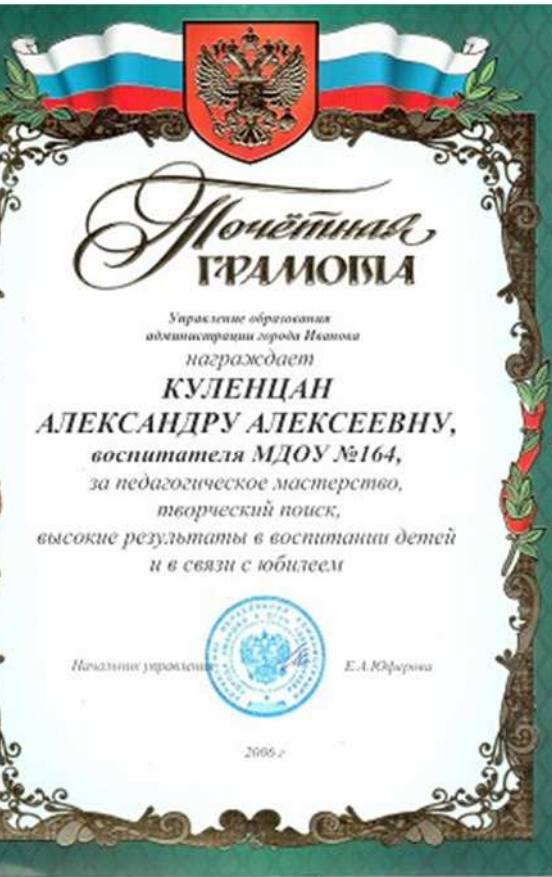 Почётная
ГРАМОТА
Управление образования
администрации города Иванова
награждает
КУЛЕНЦАН
АЛЕКСАНДРУ АЛЕКСЕЕВНУ,
воспитателя МДОУ №164,
за педагогическое мастерство,
творческий поиск,
высокие результаты в воспитании детей
и в связи с юбилеем
Начальник управления Е.А.Юферова
2006 г